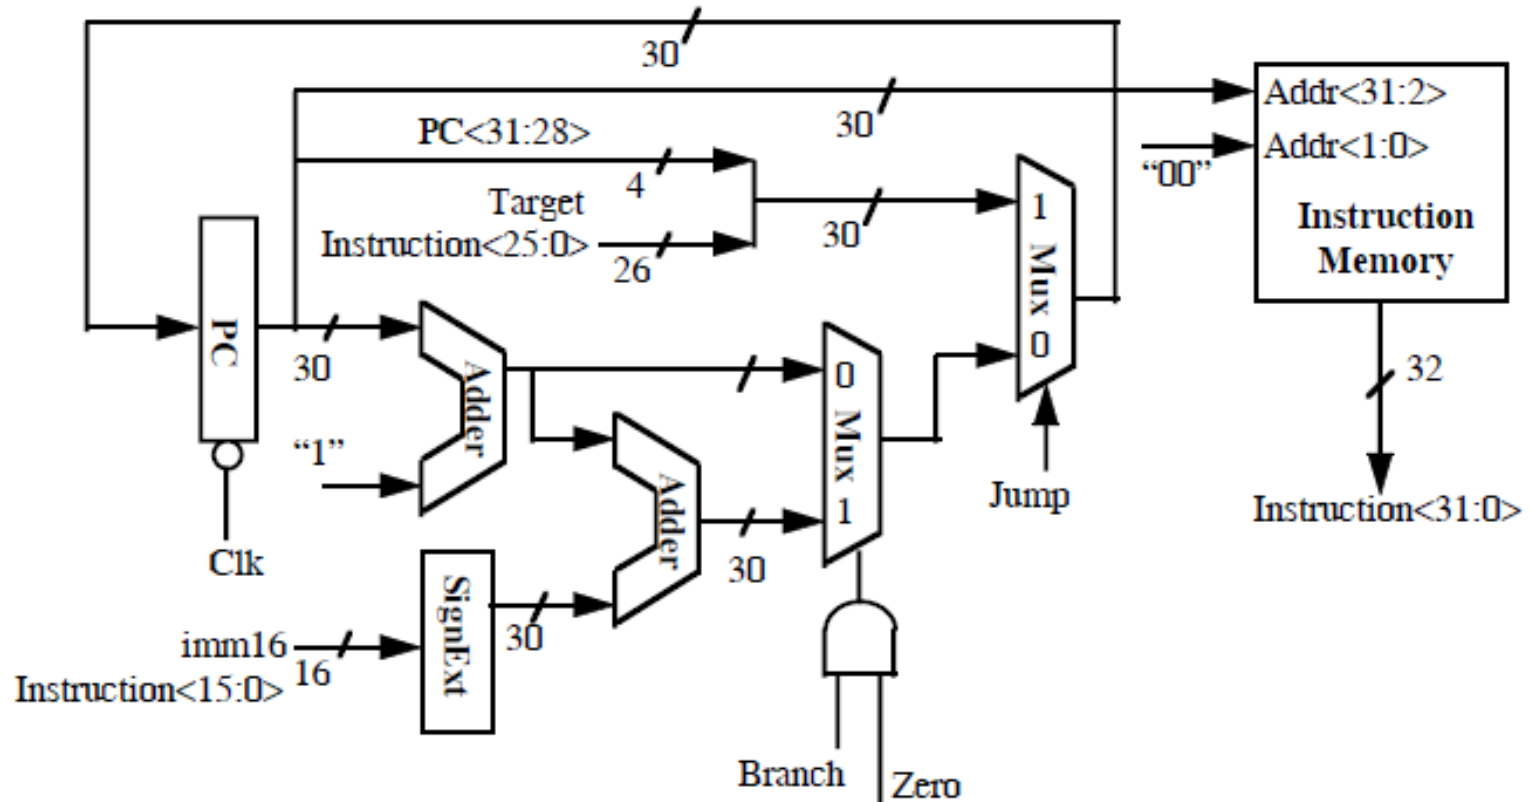 30
Addr<31:2>
30
PC<31:28>
Addr<1:0>
“00”
4
Target
1
Instruction
Memory
30
Instruction<25:0>
26
Mux
PC
0
30
Adder
0
32
“1”
Mux
Adder
1
Jump
Instruction<31:0>
Clk
30
SignExt
30
imm16
16
Instruction<15:0>
Branch
Zero